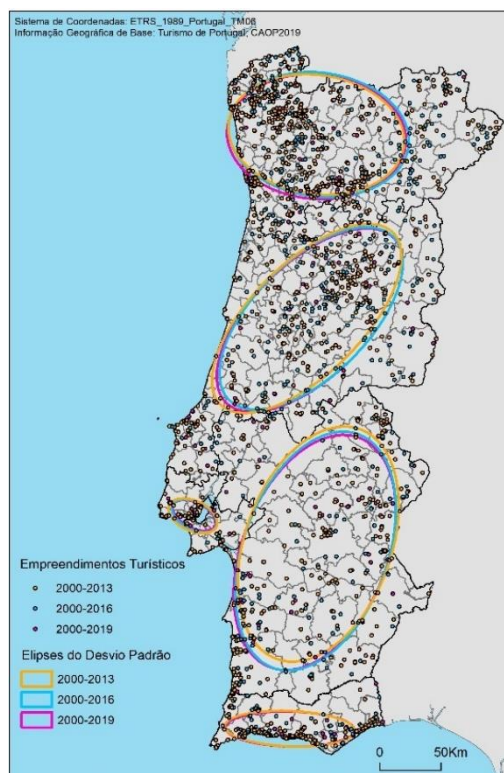 Sistema de Coordenadas: ETRS_1989_Portugal_TM06
Informação Geográfica de Base: Turismo de Portugal; CAOP2019
Empreendimentos Turísticos
2000-2013
2000-2016
2000-2019
Elipses do Desvio Padrão
2000-2013
2000-2016
2000-2019
0 50Km